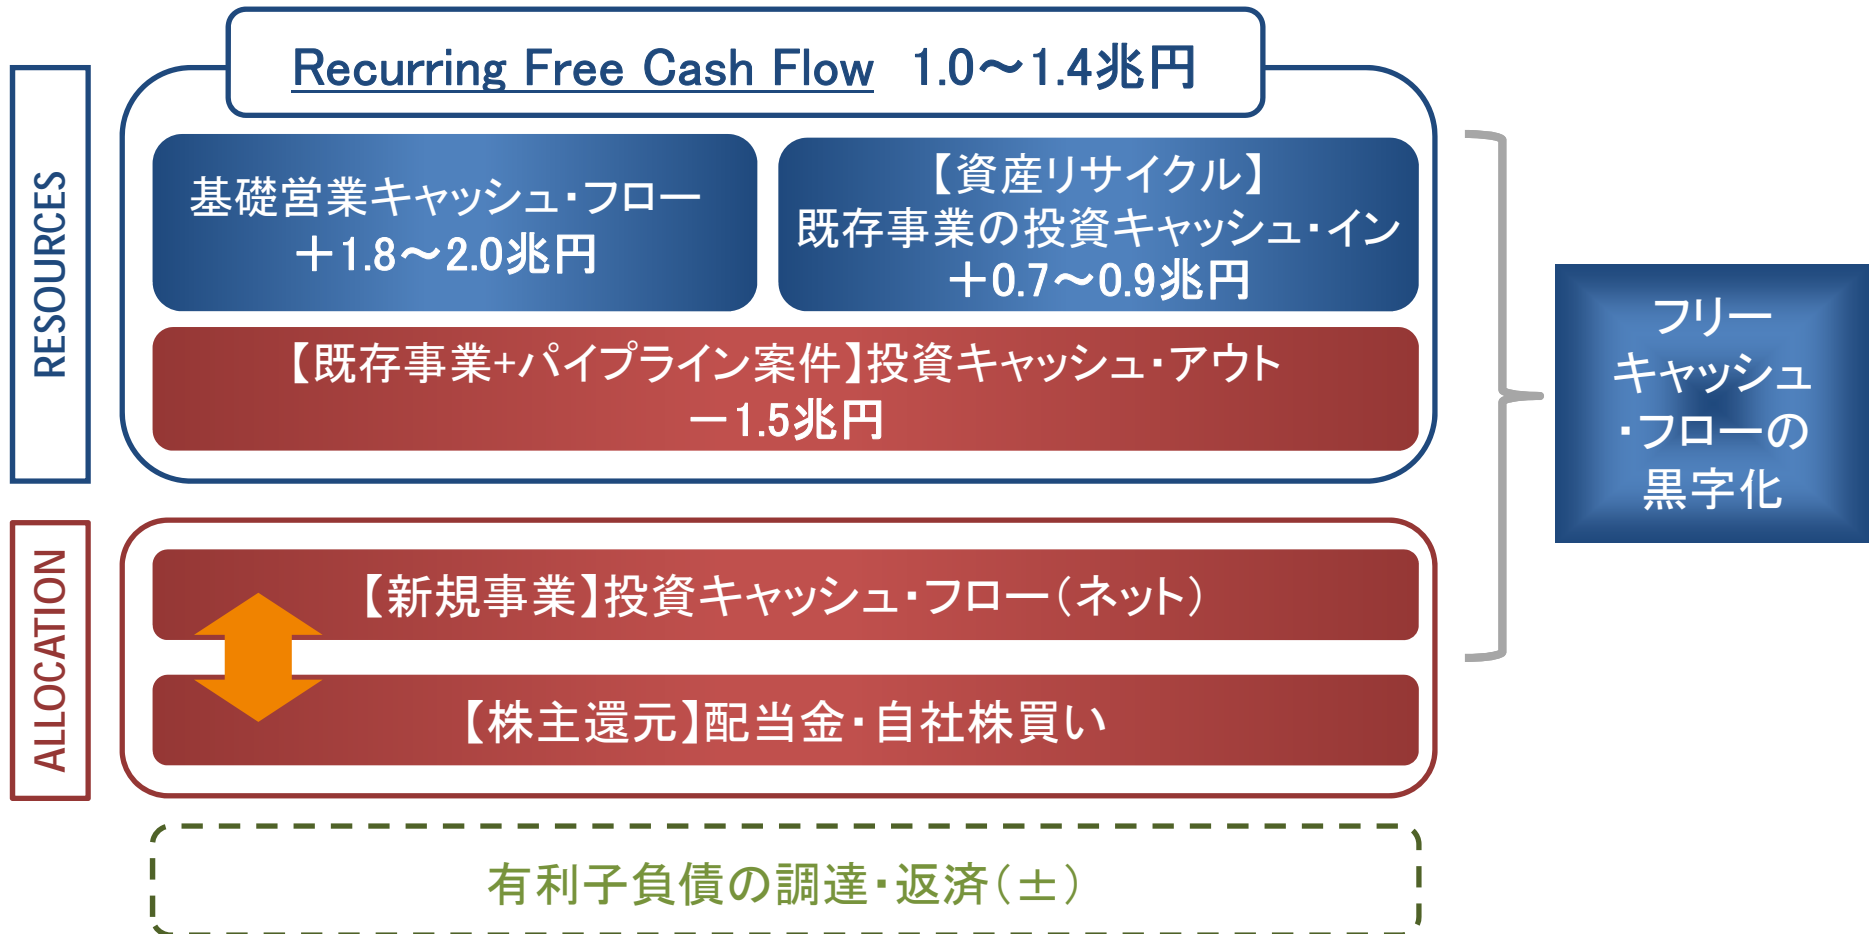 Recurring Free Cash Flow 1.0～1.4兆円
RESOURCES
基礎営業キャッシュ・フロー
＋1.8～2.0兆円
【資産リサイクル】
既存事業の投資キャッシュ・イン
＋0.7～0.9兆円
【既存事業+パイプライン案件】投資キャッシュ・アウト
－1.5兆円
フリー
キャッシュ
・フローの
黒字化
ALLOCATION
【新規事業】投資キャッシュ・フロー（ネット）
【株主還元】配当金・自社株買い
有利子負債の調達・返済（±）